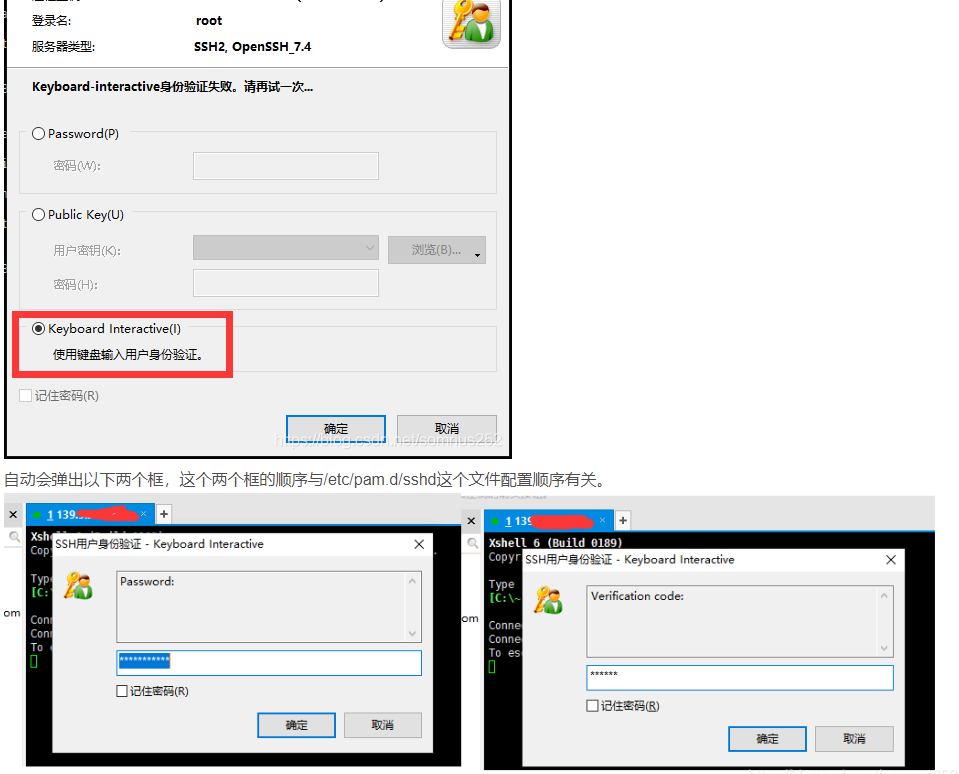 登录名: root
服务器类型: SSH2, OpenSSH_7.4
Keyboard-interactive身份验证失败。请再试一次...
Password(P)
密码(W):
Public Key(U)
用户密钥(K): 浏览(B)...
密码(H):
Keyboard Interactive(I)
使用键盘输入用户身份验证。
记住密码(R)
确定 取消
https://blog.csdn.net/somnus252
自动会弹出以下两个框，这个两个框的顺序与/etc/pam.d/sshd这个文件配置顺序有关。
1 139.
SSH用户身份验证 - Keyboard Interactive
Password:
***********
记住密码(R)
确定 取消
om
Type
[C:\
Conn
Conn
To e
1 139
Xshell 6 (Build 0189)
Copyr
SSH用户身份验证 - Keyboard Interactive
Verification code:
******
记住密码(R)
确定 取消
om
Type
[C:\~
Conne
Conne
To es